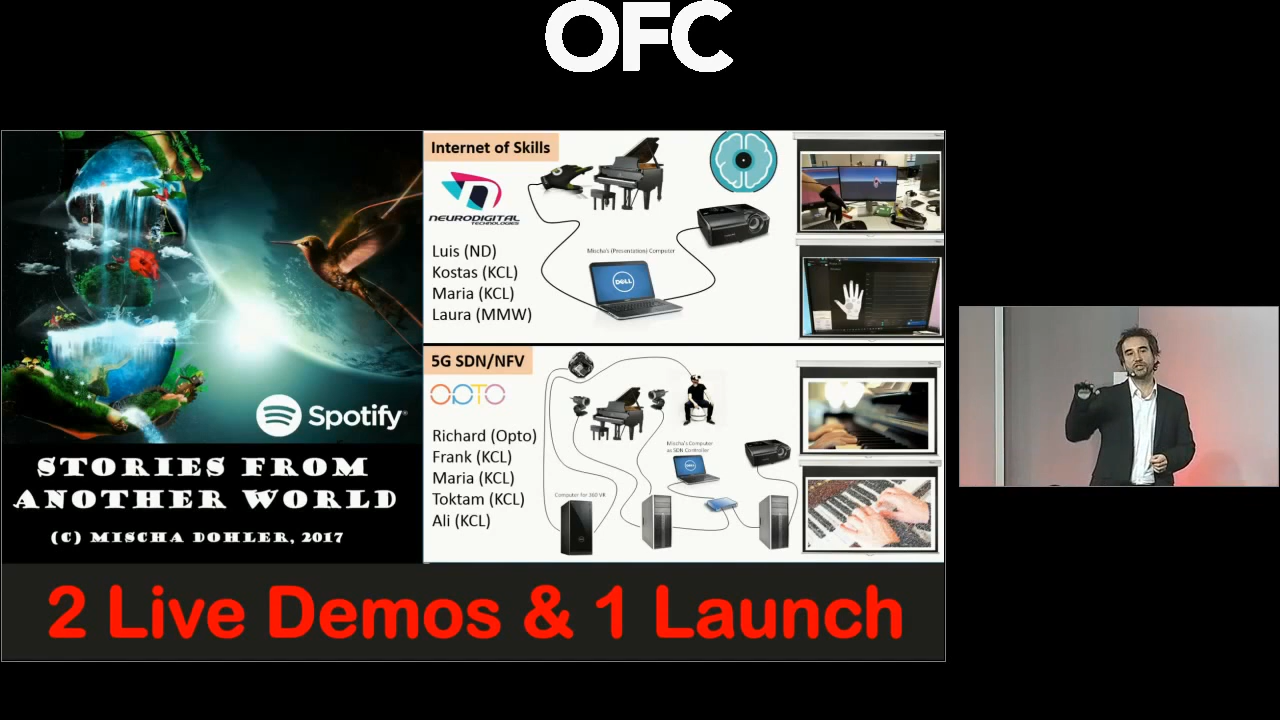 OFC
Spotify
STORIES FROM
ANOTHER WORLD
(C) MISCHA DOHLER, 2017
Internet of Skills
NEURODIGITAL
TECHNOLOGIES
Luis (ND)
Kostas (KCL)
Maria (KCL)
Laura (MMW)
Mischa's (Presentation) Computer
DELL
5G SDN/NFV
OPTO
Richard (Opto)
Frank (KCL)
Maria (KCL)
Toktam (KCL)
Ali (KCL)
Mischa's Computer
as SDN Controller
Computer for 360 VR
2 Live Demos & 1 Launch